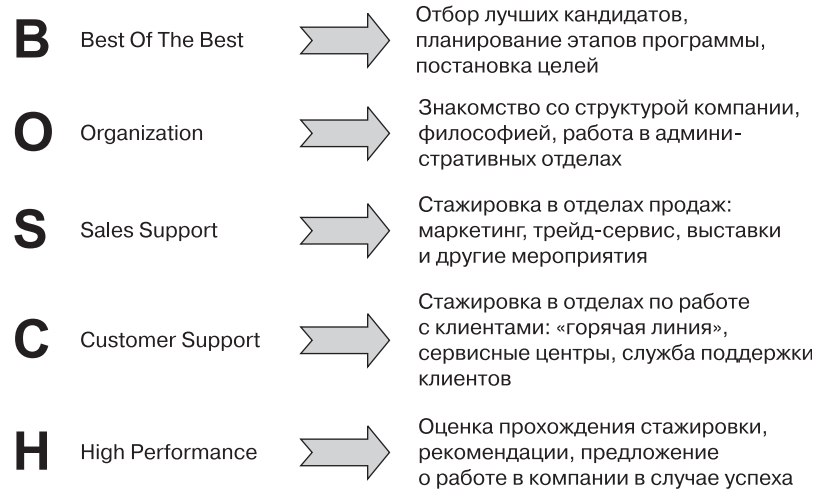 B Best Of The Best
Отбор лучших кандидатов,
планирование этапов программы,
постановка целей
O Organization
Знакомство со структурой компании,
философией, работа в админи-
стративных отделах
S Sales Support
Стажировка в отделах продаж:
маркетинг, трейд-сервис, выставки
и другие мероприятия
C Customer Support
Стажировка в отделах по работе
с клиентами: «горячая линия»,
сервисные центры, служба поддержки
клиентов
H High Performance
Оценка прохождения стажировки,
рекомендации, предложение
о работе в компании в случае успеха